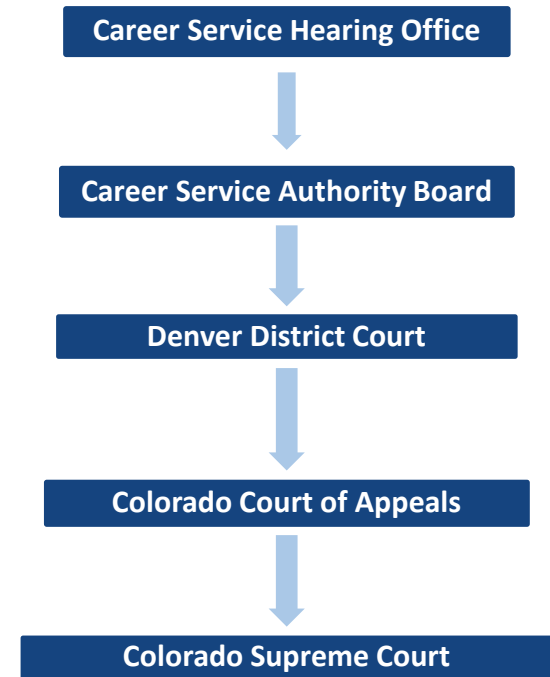 Career Service Hearing Office
Career Service Authority Board
Denver District Court
Colorado Court of Appeals
Colorado Supreme Court